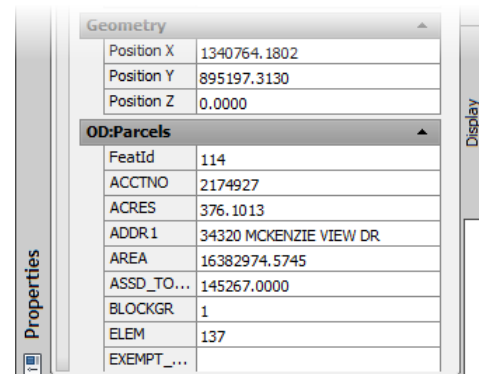 Geometry
Position X 1340764.1802
Position Y 895197.3130
Position Z 0.0000
OD:Parcels
FeatId 114
ACCTNO 2174927
ACRES 376.1013
ADDR1 34320 MCKENZIE VIEW DR
AREA 16382974.5745
ASSD_TO... 145267.0000
BLOCKGR 1
ELEM 137
EXEMPT_...
Properties
Display